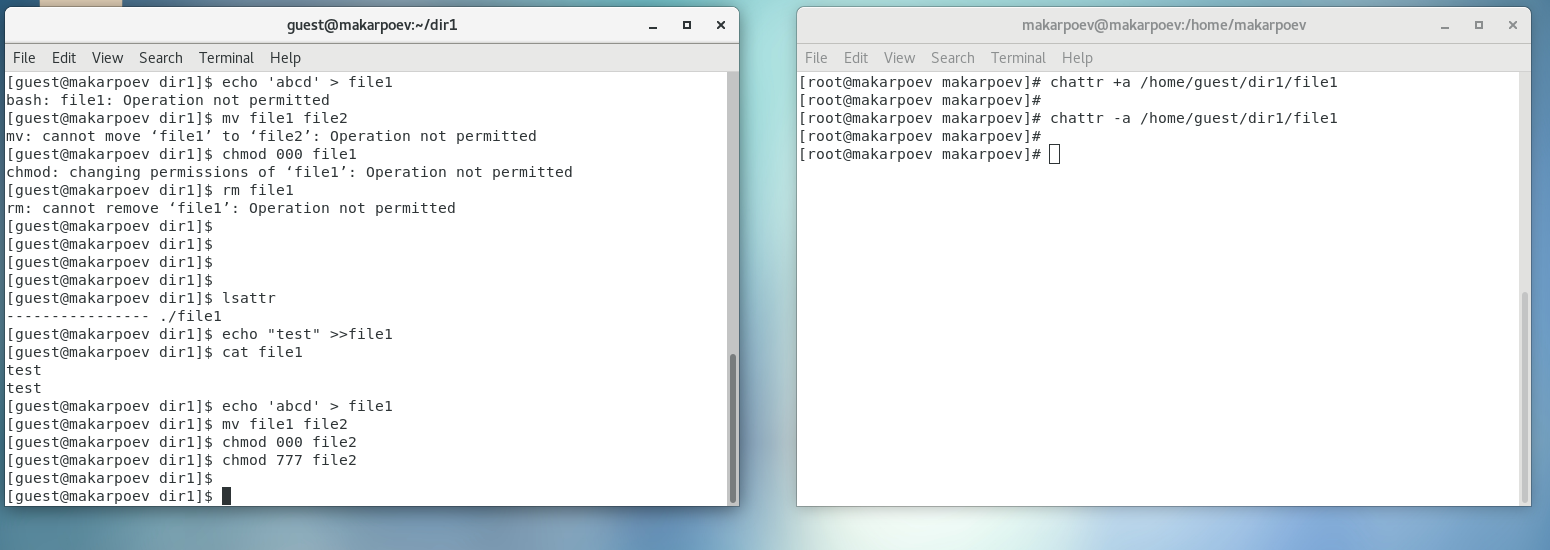 guest@makarpoev:~/dir1
File Edit View Search Terminal Help
[guest@makarpoev dir1]$ echo 'abcd' > file1
bash: file1: Operation not permitted
[guest@makarpoev dir1]$ mv file1 file2
mv: cannot move ‘file1’ to ‘file2’: Operation not permitted
[guest@makarpoev dir1]$ chmod 000 file1
chmod: changing permissions of ‘file1’: Operation not permitted
[guest@makarpoev dir1]$ rm file1
rm: cannot remove ‘file1’: Operation not permitted
[guest@makarpoev dir1]$
[guest@makarpoev dir1]$
[guest@makarpoev dir1]$
[guest@makarpoev dir1]$
[guest@makarpoev dir1]$ lsattr
---------------- ./file1
[guest@makarpoev dir1]$ echo "test" >>file1
[guest@makarpoev dir1]$ cat file1
test
test
[guest@makarpoev dir1]$ echo 'abcd' > file1
[guest@makarpoev dir1]$ mv file1 file2
[guest@makarpoev dir1]$ chmod 000 file2
[guest@makarpoev dir1]$ chmod 777 file2
[guest@makarpoev dir1]$
[guest@makarpoev dir1]$
makarpoev@makarpoev:/home/makarpoev
File Edit View Search Terminal Help
[root@makarpoev makarpoev]# chattr +a /home/guest/dir1/file1
[root@makarpoev makarpoev]#
[root@makarpoev makarpoev]# chattr -a /home/guest/dir1/file1
[root@makarpoev makarpoev]#
[root@makarpoev makarpoev]#